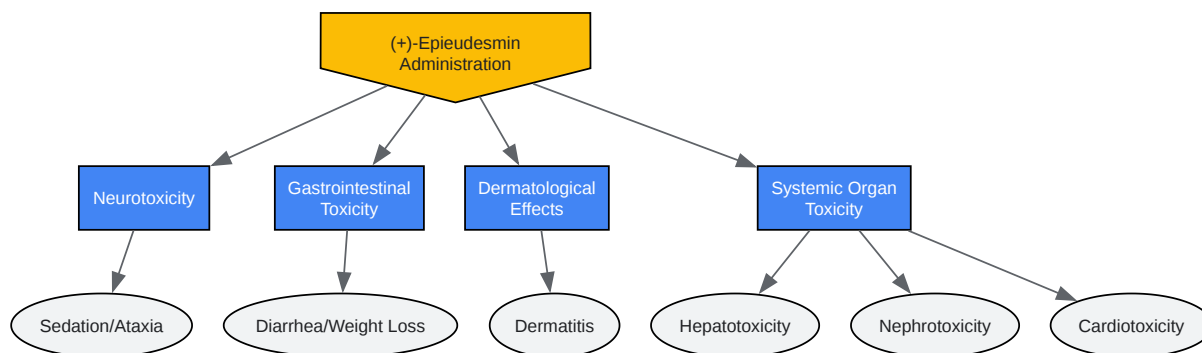 (+)-Epieudesmin
Administration
Neurotoxicity
Gastrointestinal
Toxicity
Dermatological
Effects
Systemic Organ
Toxicity
Sedation/Ataxia
Diarrhea/Weight Loss
Dermatitis
Hepatotoxicity
Nephrotoxicity
Cardiotoxicity